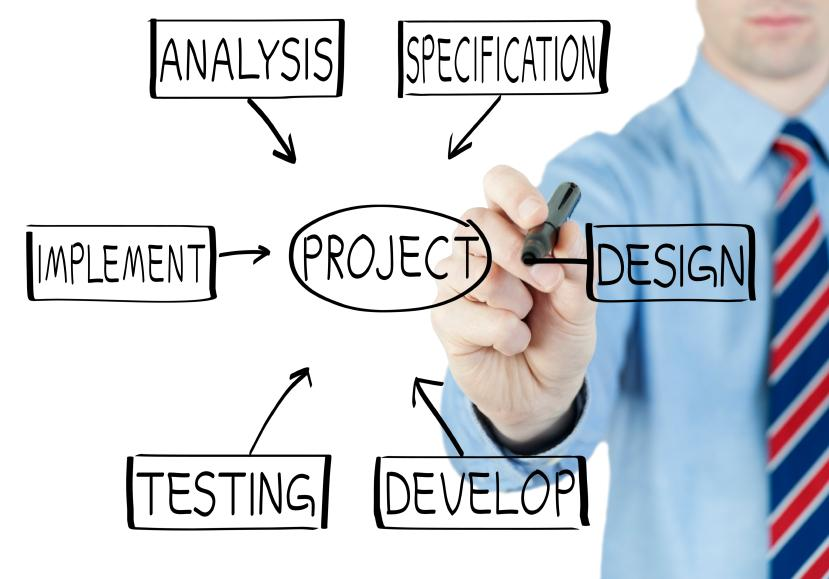 ANALYSIS
SPECIFICATION
IMPLEMENT
PROJECT
DESIGN
TESTING
DEVELOP